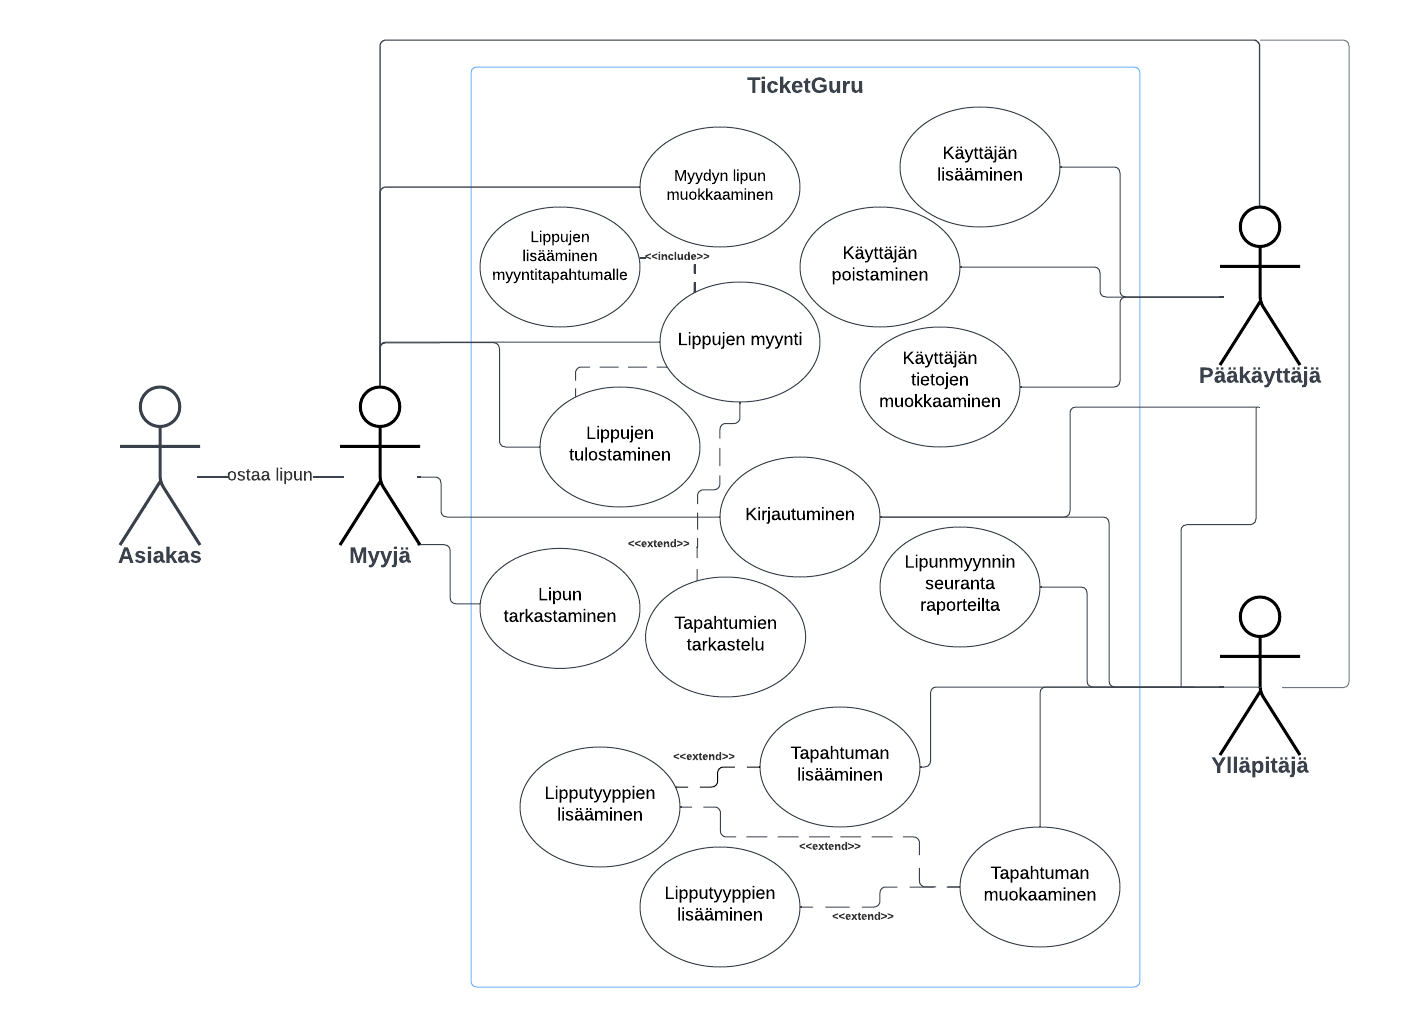 TicketGuru
Käyttäjän
lisääminen
Myydyn lipun
muokkaaminen
Lippujen
lisääminen
myyntitapahtumalle
<<include>>
Käyttäjän
poistaminen
Lippujen myynti
Käyttäjän
tietojen
muokkaaminen
Pääkäyttäjä
Lippujen
tulostaminen
ostaa lipun
Asiakas
Myyjä
Kirjautuminen
<<extend>>
Lipunmyynnin
seuranta
raporteilta
Lipun
tarkastaminen
Tapahtumien
tarkastelu
Ylläpitäjä
<<extend>>
Tapahtuman
lisääminen
Lipputyyppien
lisääminen
<<extend>>
Tapahtuman
muokaaminen
Lipputyyppien
lisääminen
<<extend>>